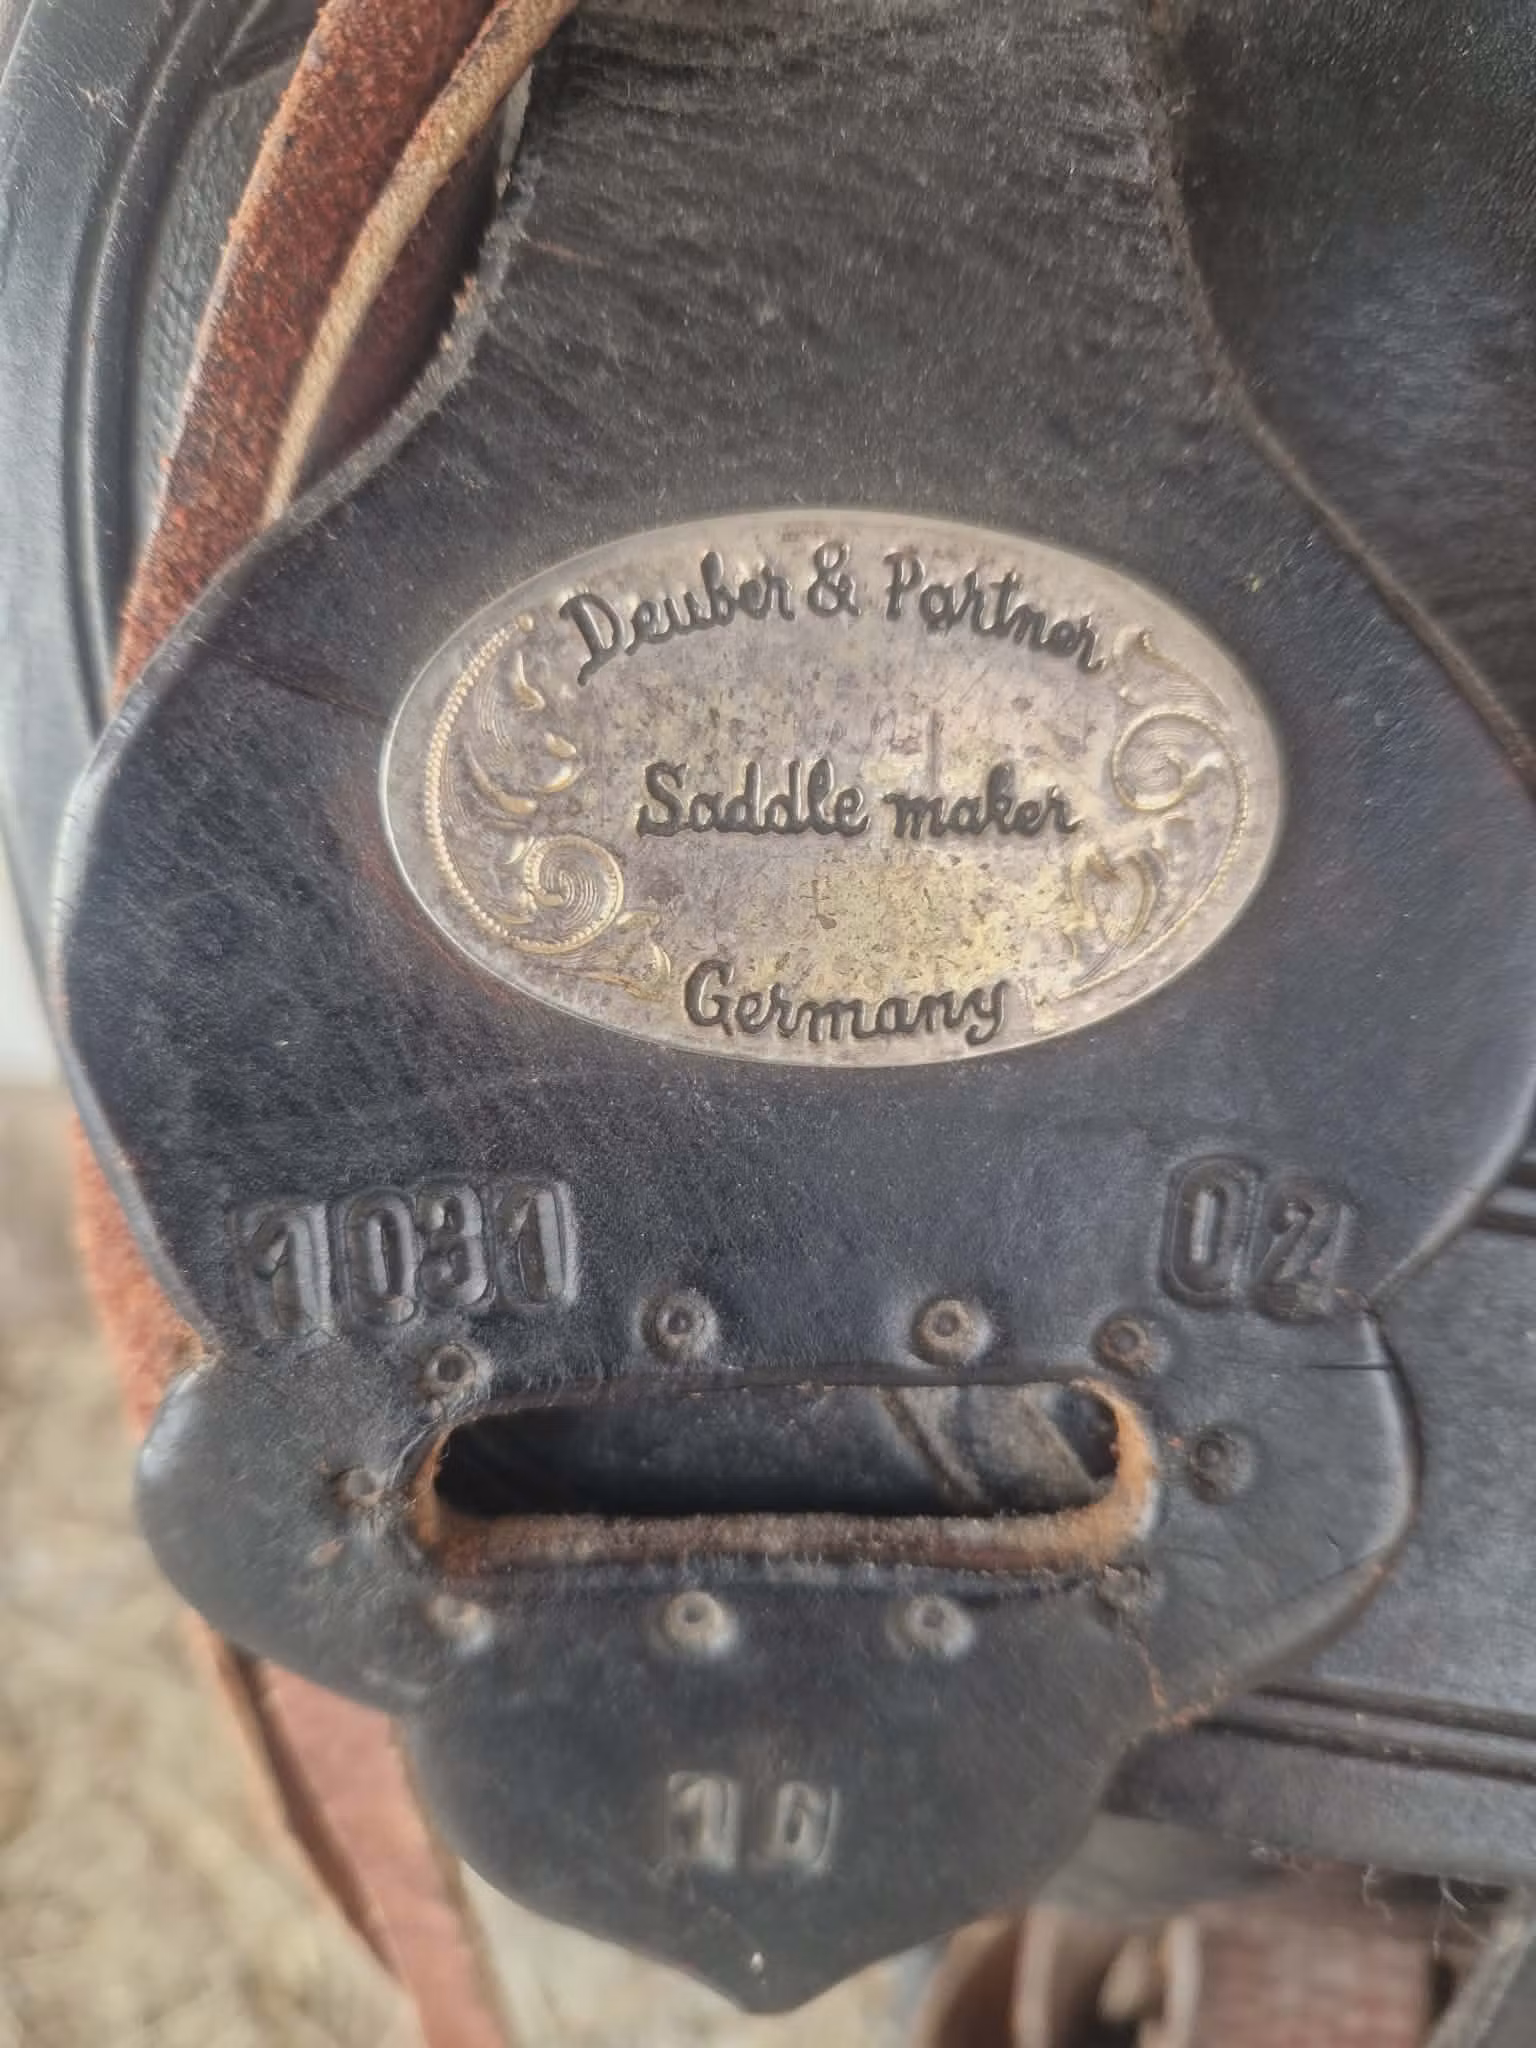 Deuber & Partner
Saddle maker
Germany
1031 02
16